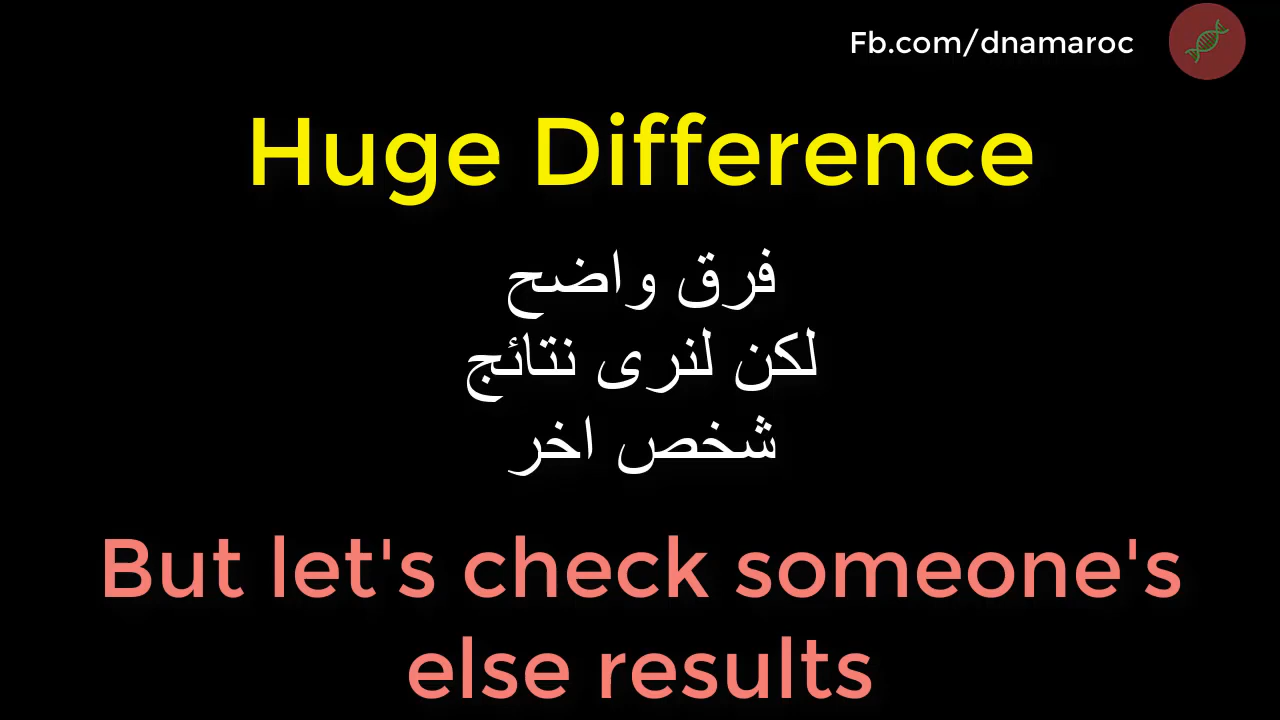 Fb.com/dnamaroc
Huge Difference
فرق واضح
لكن لنرى نتائج
شخص اخر
But let's check someone's
else results